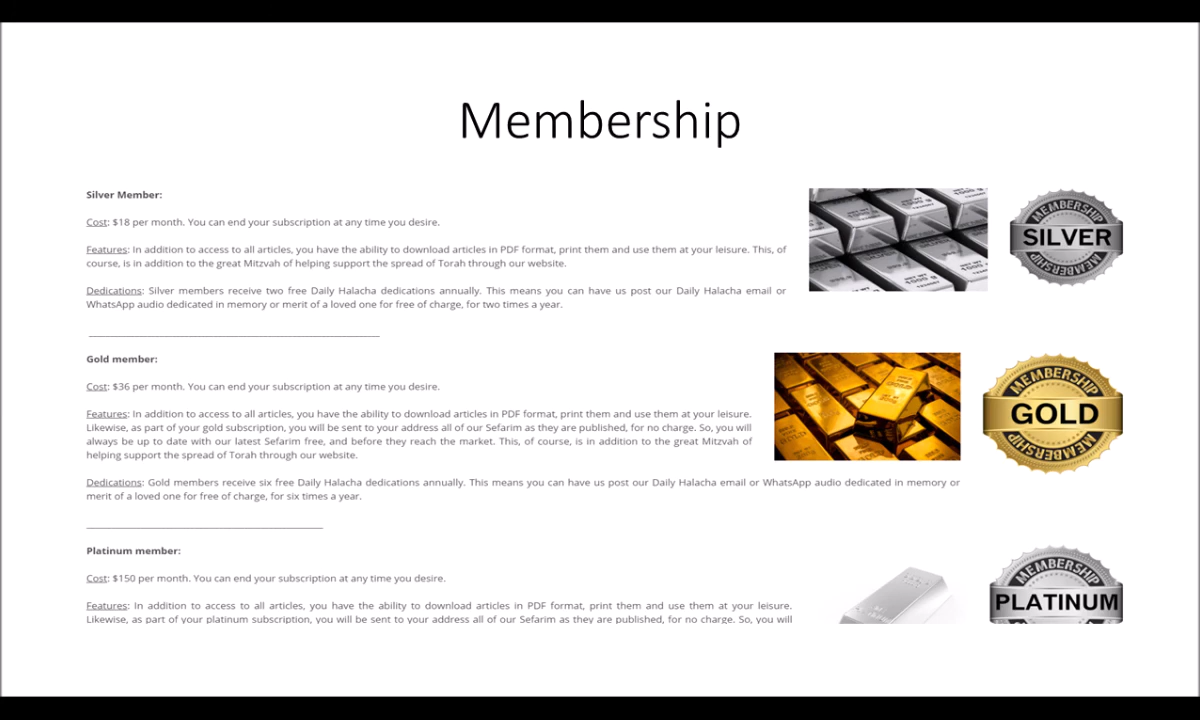 Membership
Silver Member:
Cost: $18 per month. You can end your subscription at any time you desire.
Features: In addition to access to all articles, you have the ability to download articles in PDF format, print them and use them at your leisure. This, of
course, is in addition to the great Mitzvah of helping support the spread of Torah through our website.
Dedications: Silver members receive two free Daily Halacha dedications annually. This means you can have us post our Daily Halacha email or
WhatsApp audio dedicated in memory or merit of a loved one for free of charge, for two times a year.
MEMBERSHIP
SILVER
MEMBERSHIP
Gold member:
Cost: $36 per month. You can end your subscription at any time you desire.
Features: In addition to access to all articles, you have the ability to download articles in PDF format, print them and use them at your leisure.
Likewise, as part of your gold subscription, you will be sent to your address all of our Sefarim as they are published, for no charge. So, you will
always be up to date with our latest Sefarim free, and before they reach the market. This, of course, is in addition to the great Mitzvah of
helping support the spread of Torah through our website.
Dedications: Gold members receive six free Daily Halacha dedications annually. This means you can have us post our Daily Halacha email or WhatsApp audio dedicated in memory or
merit of a loved one for free of charge, for six times a year.
MEMBERSHIP
GOLD
MEMBERSHIP
Platinum member:
Cost: $150 per month. You can end your subscription at any time you desire.
Features: In addition to access to all articles, you have the ability to download articles in PDF format, print them and use them at your leisure.
Likewise, as part of your platinum subscription, you will be sent to your address all of our Sefarim as they are published, for no charge. So, you will
MEMBERSHIP
PLATINUM